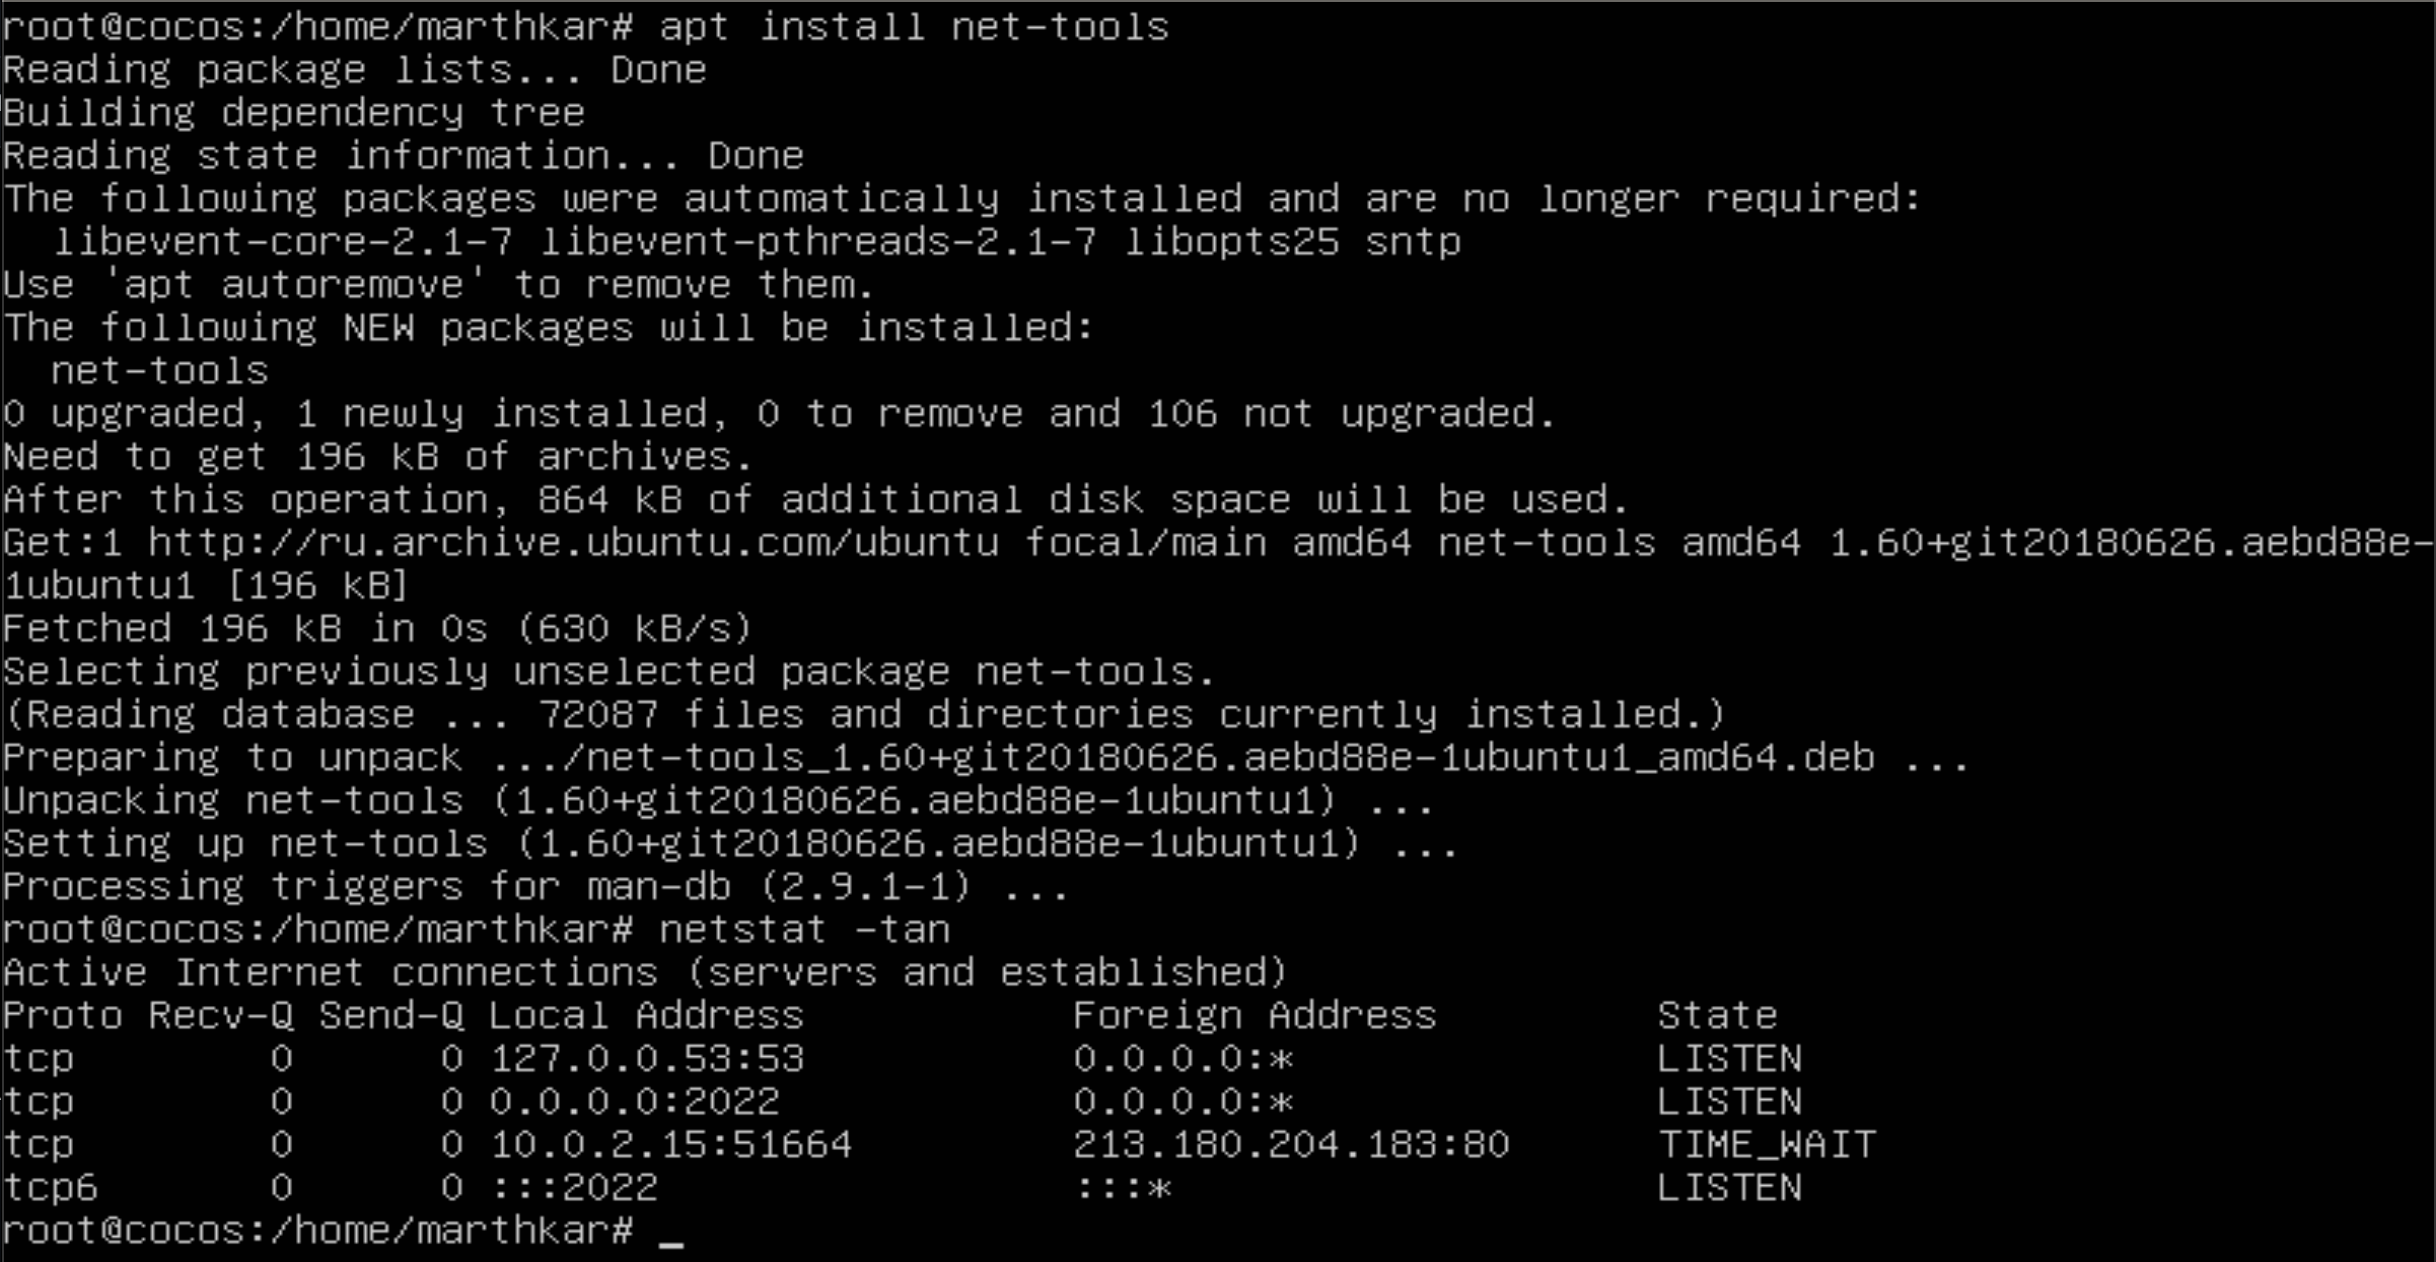 root@cocos:/home/marthkar# apt install net-tools
Reading package lists... Done
Building dependency tree
Reading state information... Done
The following packages were automatically installed and are no longer required:
  libevent-core-2.1-7 libevent-pthreads-2.1-7 libopts25 sntp
Use 'apt autoremove' to remove them.
The following NEW packages will be installed:
  net-tools
0 upgraded, 1 newly installed, 0 to remove and 106 not upgraded.
Need to get 196 kB of archives.
After this operation, 864 kB of additional disk space will be used.
Get:1 http://ru.archive.ubuntu.com/ubuntu focal/main amd64 net-tools amd64 1.60+git20180626.aebd88e-
1ubuntu1 [196 kB]
Fetched 196 kB in 0s (630 kB/s)
Selecting previously unselected package net-tools.
(Reading database ... 72087 files and directories currently installed.)
Preparing to unpack .../net-tools_1.60+git20180626.aebd88e-1ubuntu1_amd64.deb ...
Unpacking net-tools (1.60+git20180626.aebd88e-1ubuntu1) ...
Setting up net-tools (1.60+git20180626.aebd88e-1ubuntu1) ...
Processing triggers for man-db (2.9.1-1) ...
root@cocos:/home/marthkar# netstat -tan
Active Internet connections (servers and established)
Proto Recv-Q Send-Q Local Address           Foreign Address         State
tcp        0      0 127.0.0.53:53           0.0.0.0:*               LISTEN
tcp        0      0 0.0.0.0:2022            0.0.0.0:*               LISTEN
tcp        0      0 10.0.2.15:51664         213.180.204.183:80      TIME_WAIT
tcp6       0      0 :::2022                 :::*                    LISTEN
root@cocos:/home/marthkar# _